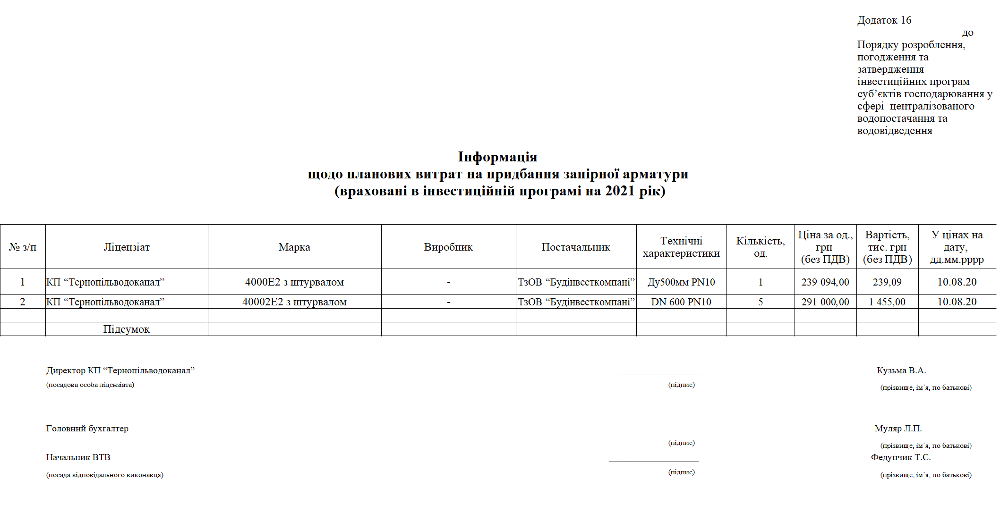 Додаток 16
до
Порядку розроблення,
погодження та
затвердження
інвестиційних програм
суб’єктів господарювання у
сфері централізованого
водопостачання та
водовідведення
Інформація
щодо планових витрат на придбання запірної арматури
(враховані в інвестиційній програмі на 2021 рік)
№ з/п Ліцензіат Марка Виробник Постачальник Технічні характеристики Кількість, од. Ціна за од., грн (без ПДВ) Вартість, тис. грн (без ПДВ) У цінах на дату, дд.мм.рррр
1 КП “Тернопільводоканал” 4000Е2 з штурвалом - ТзОВ “Будінвесткомпані” Ду500мм PN10 1 239 094,00 239,09 10.08.20
2 КП “Тернопільводоканал” 40002Е2 з штурвалом - ТзОВ “Будінвесткомпані” DN 600 PN10 5 291 000,00 1 455,00 10.08.20
Підсумок
Директор КП “Тернопільводоканал” Кузьма В.А.
(посадова особа ліцензіата) (підпис) (прізвище, ім’я, по батькові)
Головний бухгалтер Муляр Л.П.
(підпис) (прізвище, ім’я, по батькові)
Начальник ВТВ Федунчик Т.Є.
(посада відповідального виконавця) (підпис) (прізвище, ім’я, по батькові)